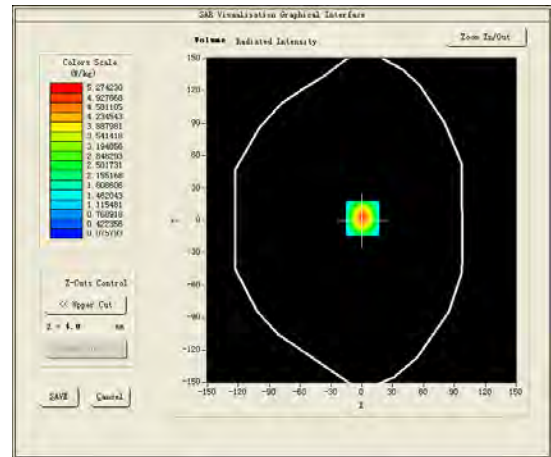 SAR Visualisation Graphical Interface
Volume Radiated Intensity
Zoom In/Out
Colors Scale
(W/kg)
5.274230
4.927668
4.581105
4.234543
3.887981
3.541418
3.194856
2.848293
2.501731
2.155168
1.808606
1.462043
1.115481
0.768918
0.422356
0.075793
150
120
90
60
30
0
-30
-60
-90
-120
-150
-150 -120 -90 -60 -30 0 30 60 90 120 150
X
Z-Cuts Control
<< Upper Cut
Z = 4.0 mm
SAVE
Cancel